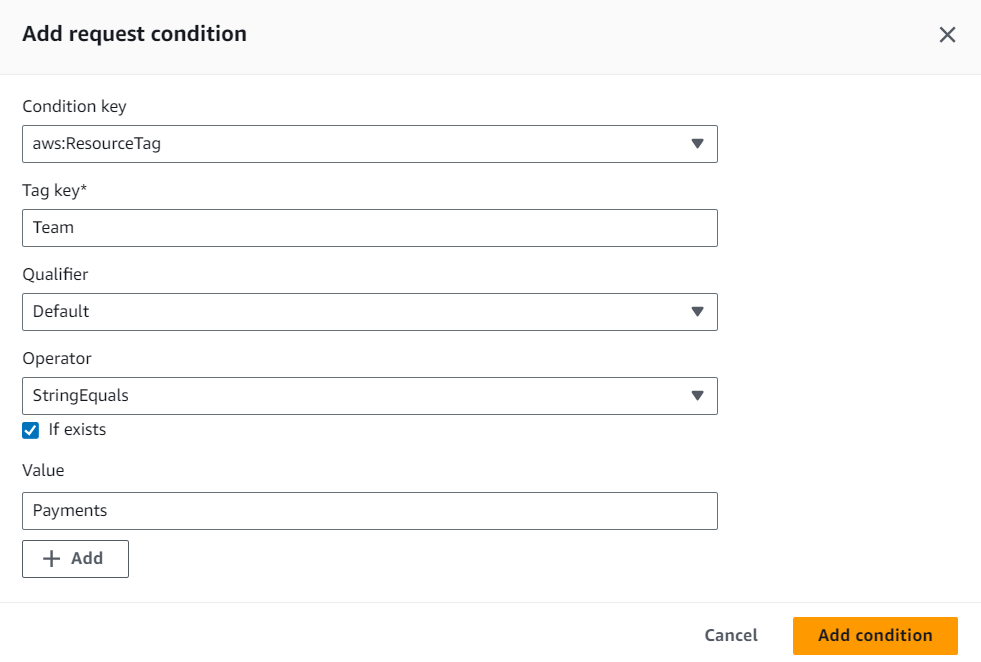 Add request condition
Condition key
aws:ResourceTag
Tag key*
Team
Qualifier
Default
Operator
StringEquals
If exists
Value
Payments
Add
Cancel Add condition